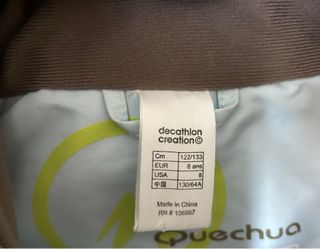 decathlon
creation©
Cm 122/133
EUR 8 ans
USA 8
中国 130/64A
Made in China
RN # 106987
Quechua